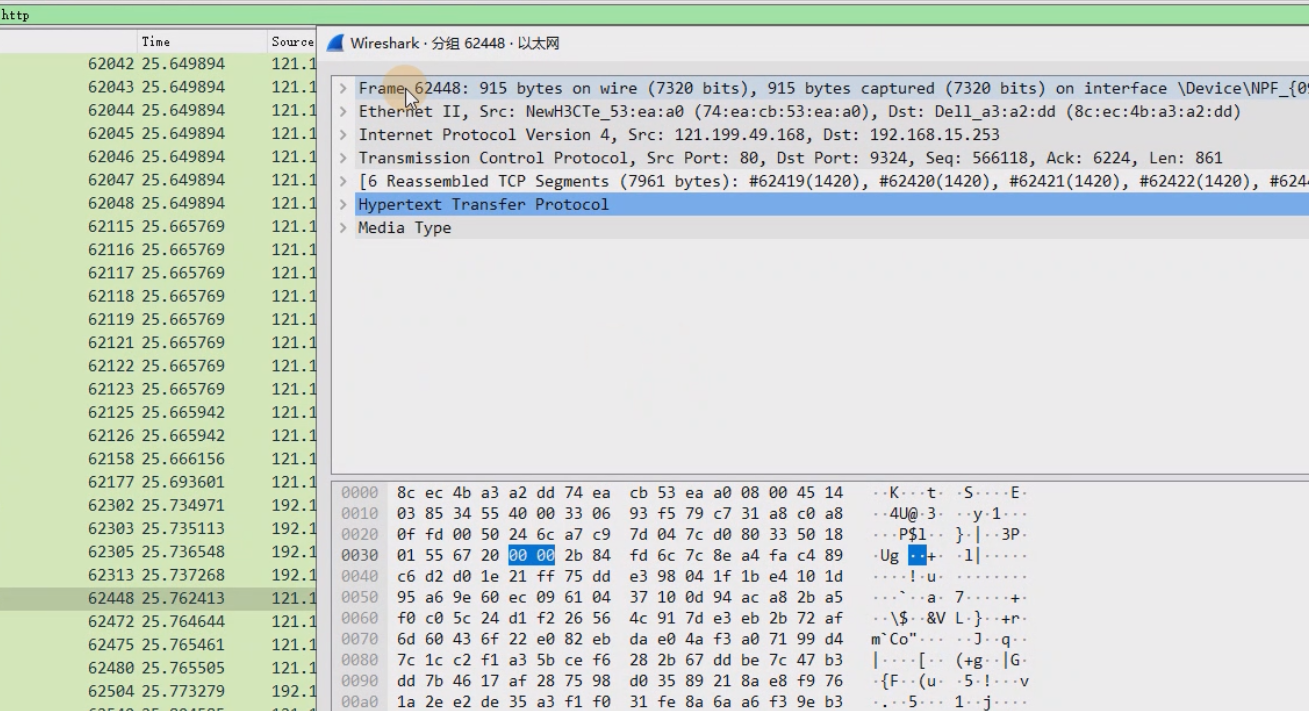 http
Time Source
62042 25.649894 121.1
62043 25.649894 121.1
62044 25.649894 121.1
62045 25.649894 121.1
62046 25.649894 121.1
62047 25.649894 121.1
62048 25.649894 121.1
62115 25.665769 121.1
62116 25.665769 121.1
62117 25.665769 121.1
62118 25.665769 121.1
62119 25.665769 121.1
62121 25.665769 121.1
62122 25.665769 121.1
62123 25.665769 121.1
62125 25.665942 121.1
62126 25.665942 121.1
62158 25.666156 121.1
62177 25.693601 121.1
62302 25.734971 192.1
62303 25.735113 192.1
62305 25.736548 192.1
62313 25.737268 192.1
62448 25.762413 121.1
62472 25.764644 121.1
62475 25.765461 121.1
62480 25.765505 121.1
62504 25.773279 192.1
Wireshark · 分组 62448 · 以太网
Frame 62448: 915 bytes on wire (7320 bits), 915 bytes captured (7320 bits) on interface \Device\NPF_{09
Ethernet II, Src: NewH3CTe_53:ea:a0 (74:ea:cb:53:ea:a0), Dst: Dell_a3:a2:dd (8c:ec:4b:a3:a2:dd)
Internet Protocol Version 4, Src: 121.199.49.168, Dst: 192.168.15.253
Transmission Control Protocol, Src Port: 80, Dst Port: 9324, Seq: 566118, Ack: 6224, Len: 861
[6 Reassembled TCP Segments (7961 bytes): #62419(1420), #62420(1420), #62421(1420), #62422(1420), #624
Hypertext Transfer Protocol
Media Type
0000 8c ec 4b a3 a2 dd 74 ea cb 53 ea a0 08 00 45 14 ··K···t· ·S····E·
0010 03 85 34 55 40 00 33 06 93 f5 79 c7 31 a8 c0 a8 ··4U@·3· ··y·1···
0020 0f fd 00 50 24 6c a7 c9 7d 04 7c d0 80 33 50 18 ···P$l·· }·|··3P·
0030 01 55 67 20 00 00 2b 84 fd 6c 7c 8e a4 fa c4 89 ·Ug ··+· ·l|·····
0040 c6 d2 d0 1e 21 ff 75 dd e3 98 04 1f 1b e4 10 1d ····!·u· ········
0050 95 a6 9e 60 ec 09 61 04 37 10 0d 94 ac a8 2b a5 ···`··a· 7·····+·
0060 f0 c0 5c 24 d1 f2 26 56 4c 91 7d e3 eb 2b 72 af ··\$··&V L·}··+r·
0070 6d 60 43 6f 22 e0 82 eb da e0 4a f3 a0 71 99 d4 m`Co"··· ··J··q··
0080 7c 1c c2 f1 a3 5b ce f6 28 2b 67 dd be 7c 47 b3 |····[·· (+g··|G·
0090 dd 7b 46 17 af 28 75 98 d0 35 89 21 8a e8 f9 76 ·{F··(u· ·5·!···v
00a0 1a 2e e2 de 35 a3 f1 f0 31 fe 8a 6a a6 f3 9e b3 ·.··5··· 1··j····